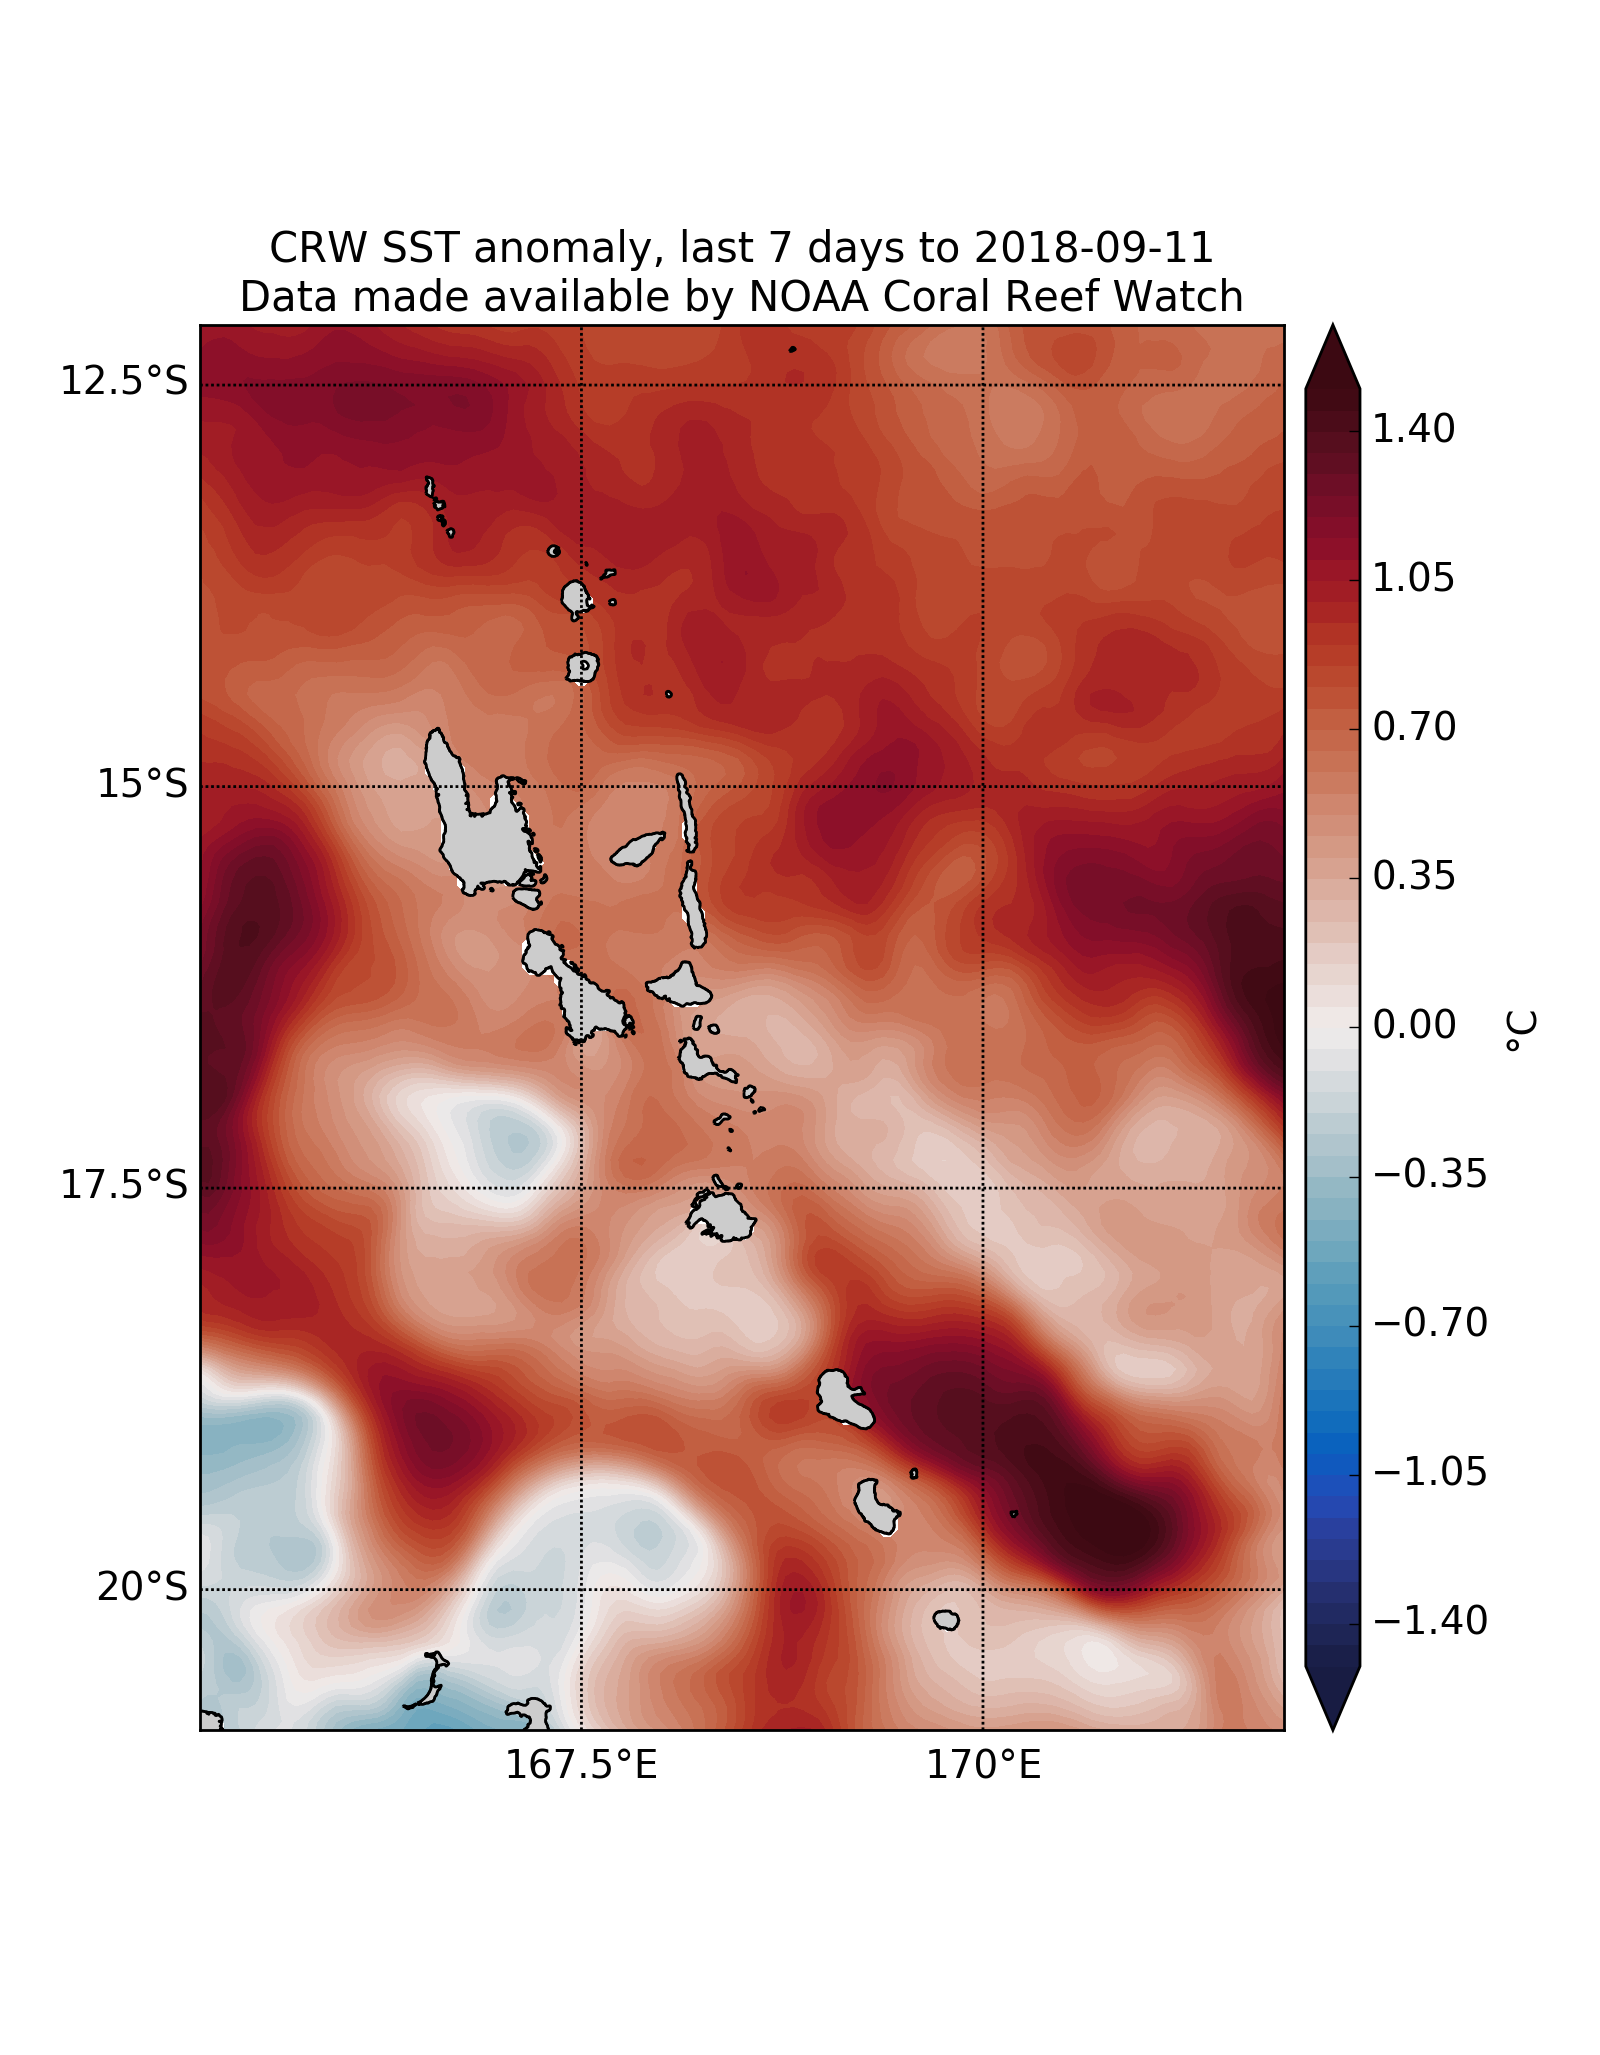 CRW SST anomaly, last 7 days to 2018-09-11
Data made available by NOAA Coral Reef Watch
12.5°S
15°S
17.5°S
20°S
167.5°E
170°E
1.40
1.05
0.70
0.35
0.00
−0.35
−0.70
−1.05
−1.40
°C